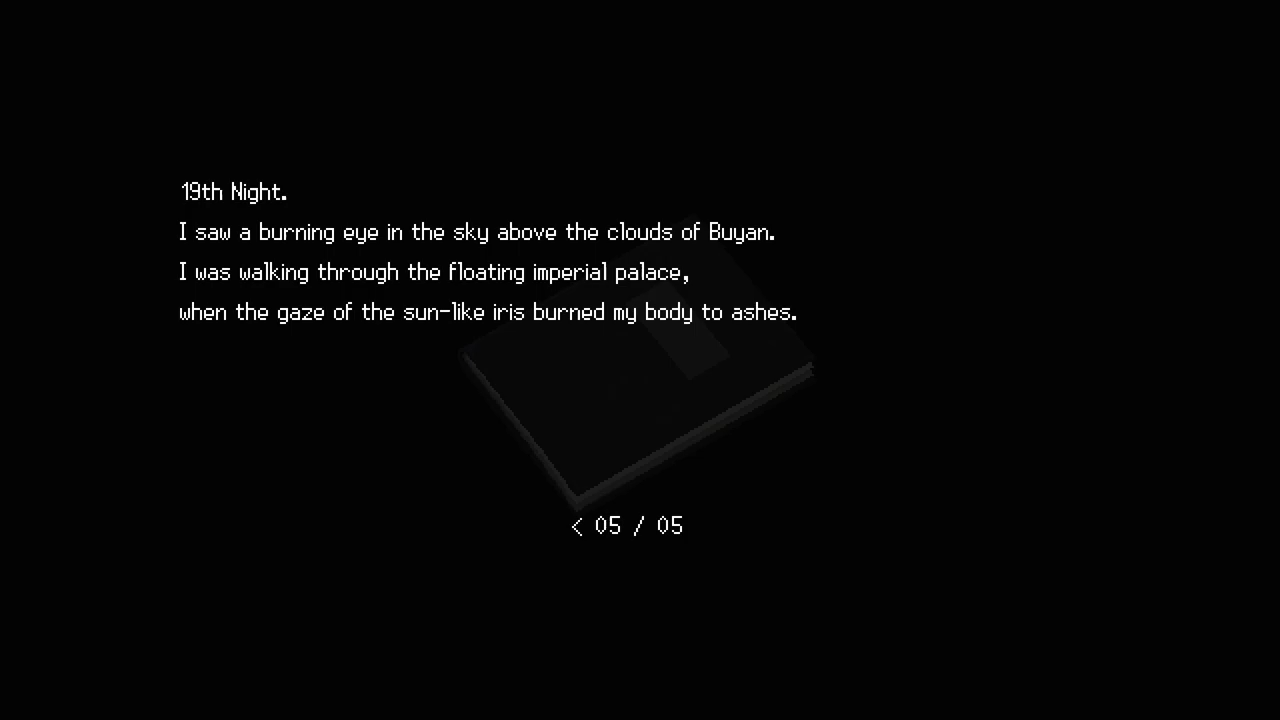 19th Night.
I saw a burning eye in the sky above the clouds of Buyan.
I was walking through the floating imperial palace,
when the gaze of the sun-like iris burned my body to ashes.
< 05 / 05